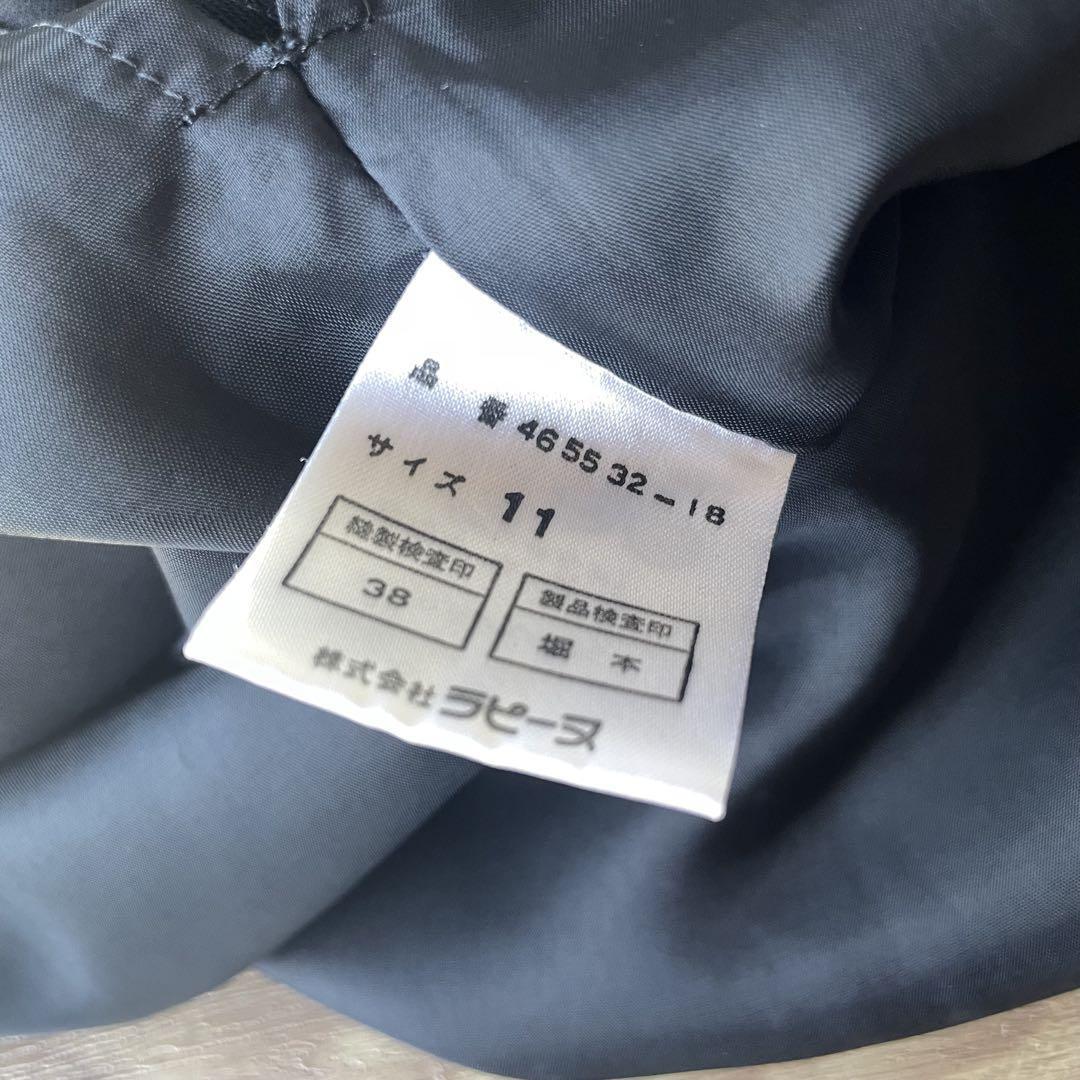 品番 465532-18
サイズ 11
縫製検査印
38
製品検査印
堀本
株式会社 ラピーヌ